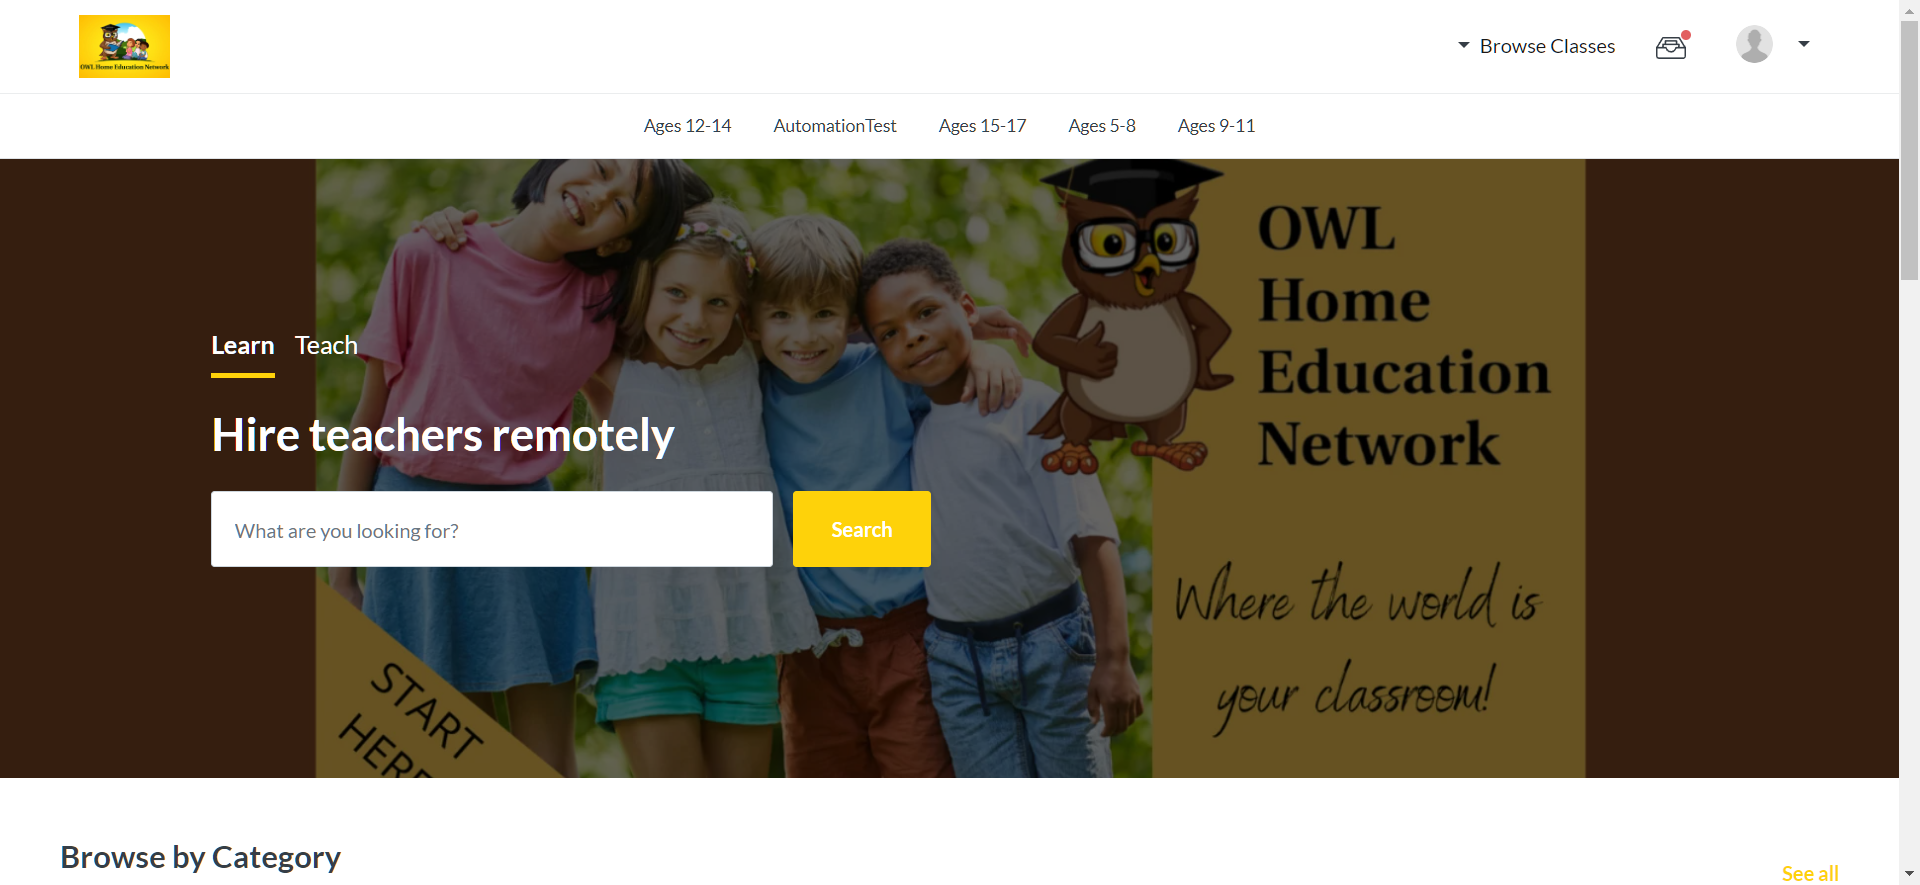 OWL Home Education Network
Browse Classes
Ages 12-14
AutomationTest
Ages 15-17
Ages 5-8
Ages 9-11
OWL
Home
Education
Network
Learn
Teach
Hire teachers remotely
What are you looking for?
Search
Where the world is
your classroom!
START
HERE
Browse by Category
See all